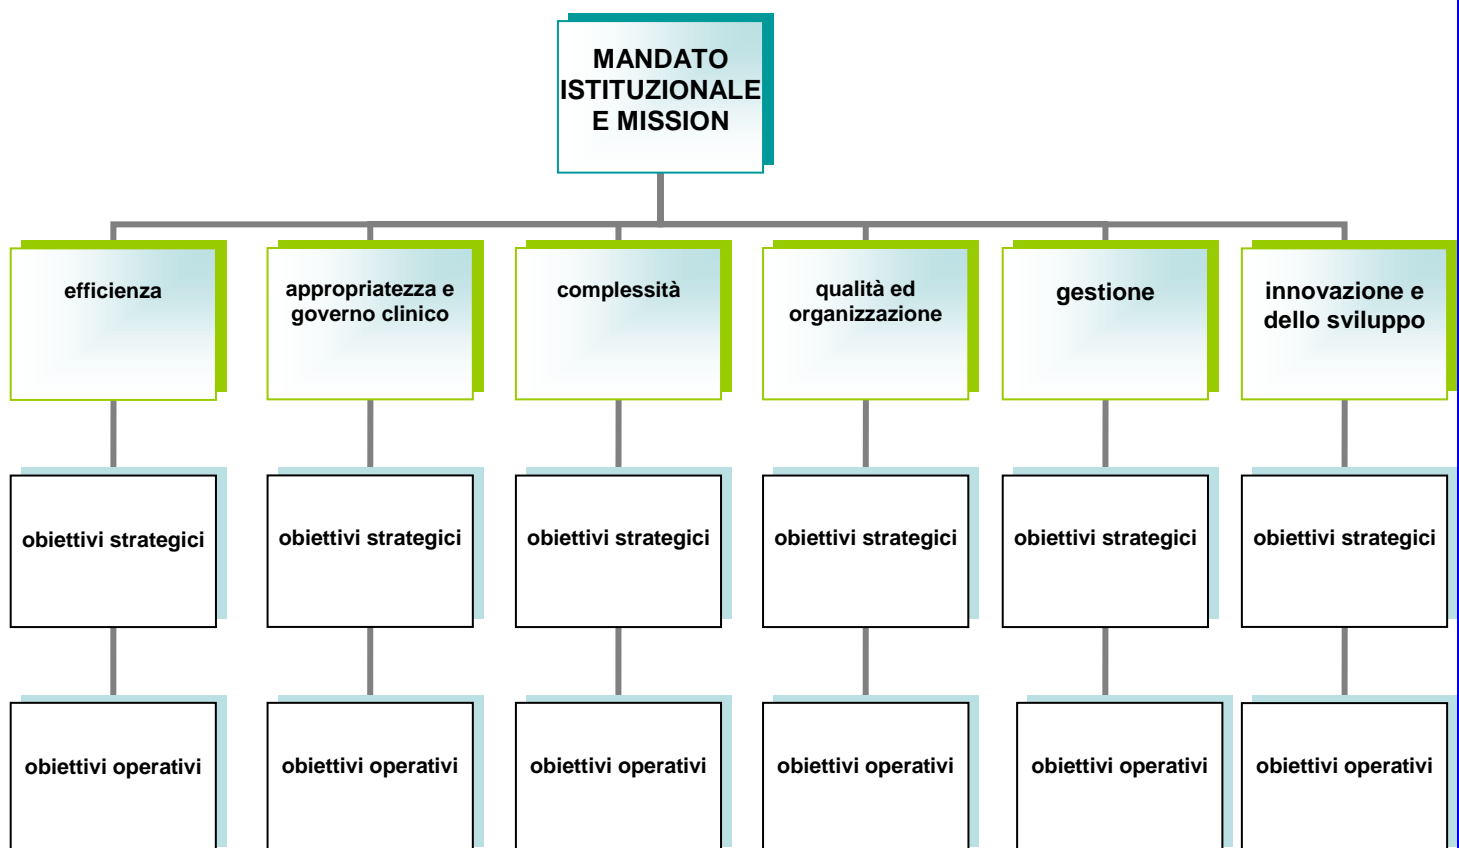 MANDATO
ISTITUZIONALE
E MISSION
efficienza
appropriatezza e
governo clinico
complessità
qualità ed
organizzazione
gestione
innovazione e
dello sviluppo
obiettivi strategici
obiettivi strategici
obiettivi strategici
obiettivi strategici
obiettivi strategici
obiettivi strategici
obiettivi operativi
obiettivi operativi
obiettivi operativi
obiettivi operativi
obiettivi operativi
obiettivi operativi